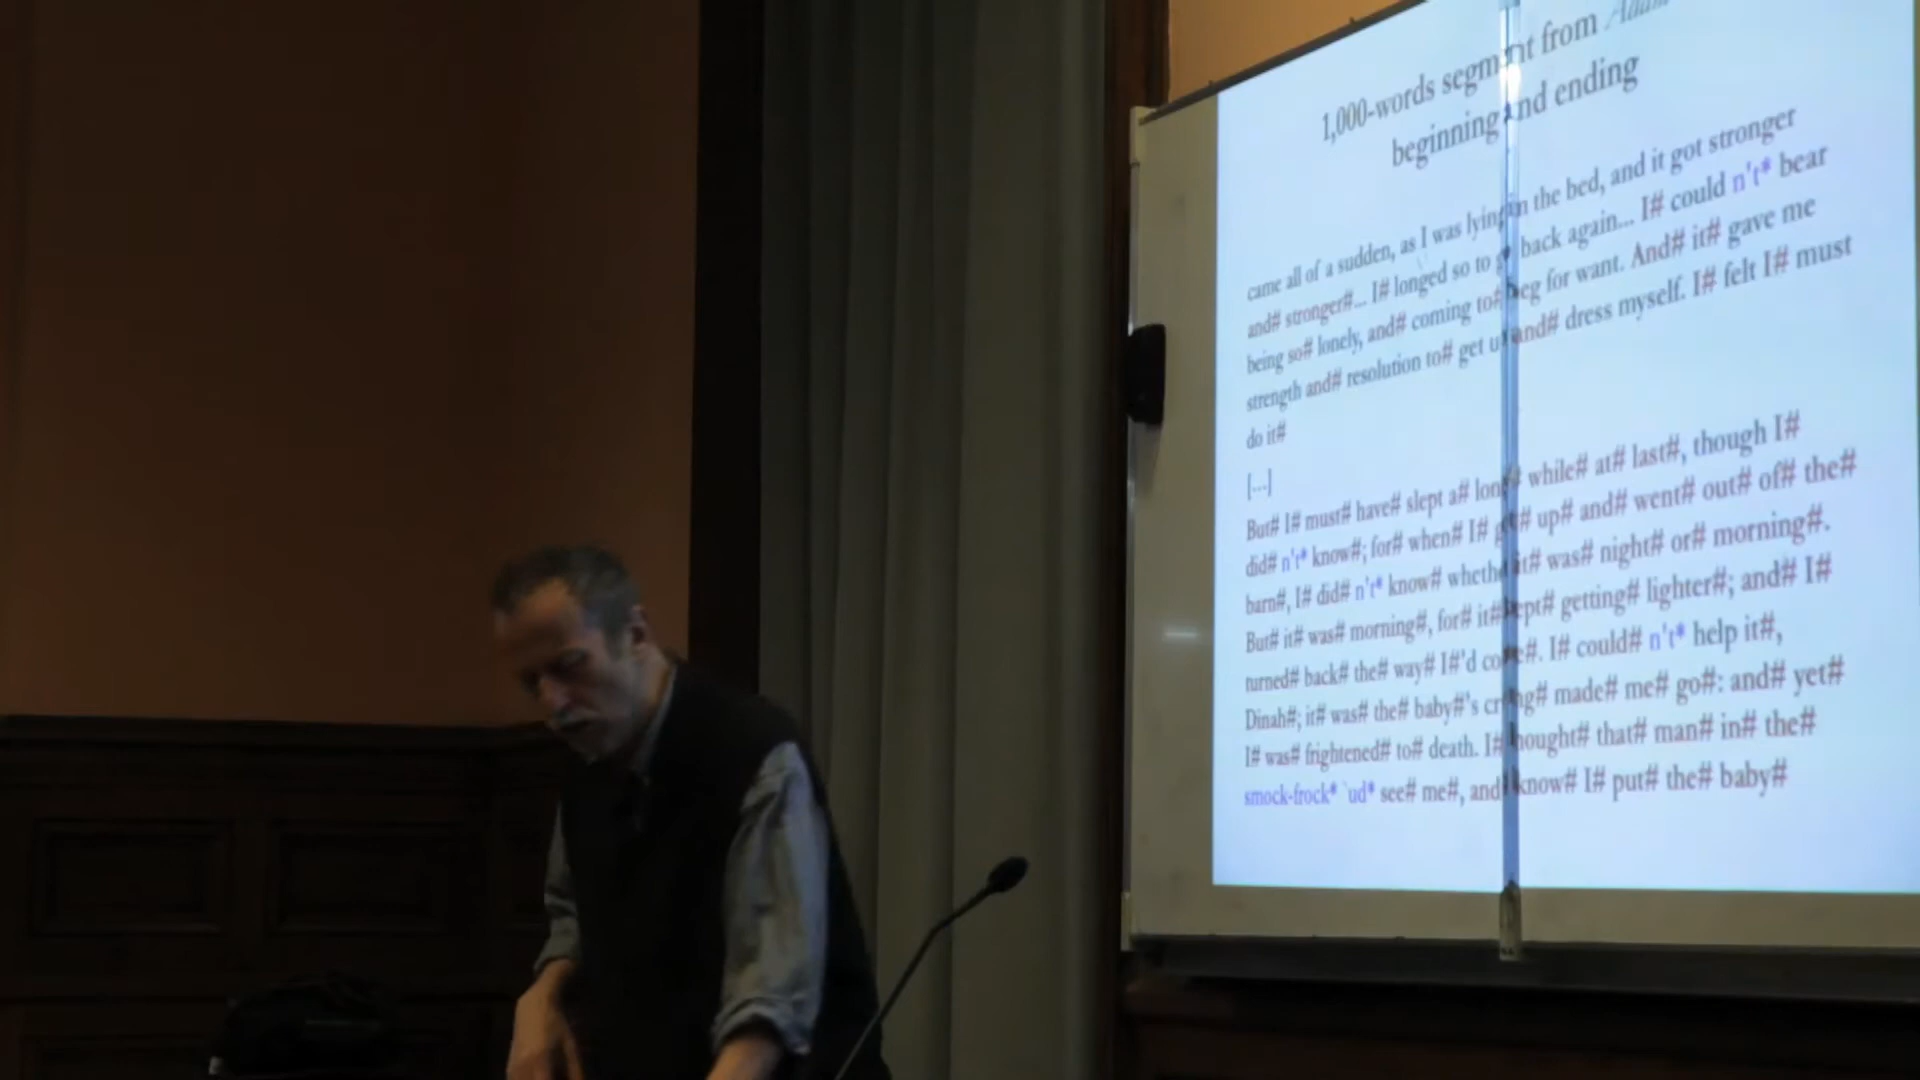 1,000-words segment from Adam
beginning and ending
came all of a sudden, as I was lying in the bed, and it got stronger
and# stronger#... I# longed so to go back again... I# could n't* bear
being so# lonely, and# coming to# beg for want. And# it# gave me
strength and# resolution to# get up and# dress myself. I# felt I# must
do it#
[...]
But# I# must# have# slept a# long# while# at# last#, though I#
did# n't* know#; for# when# I# got# up# and# went# out# of# the#
barn#, I# did# n't* know# whether it# was# night# or# morning#.
But# it# was# morning#, for# it# kept# getting# lighter#; and# I#
turned# back# the# way# I#'d come#. I# could# n't* help it#,
Dinah#; it# was# the# baby#'s crying# made# me# go#: and# yet#
I# was# frightened# to# death. I# thought# that# man# in# the#
smock-frock* `ud* see# me#, and know# I# put# the# baby#